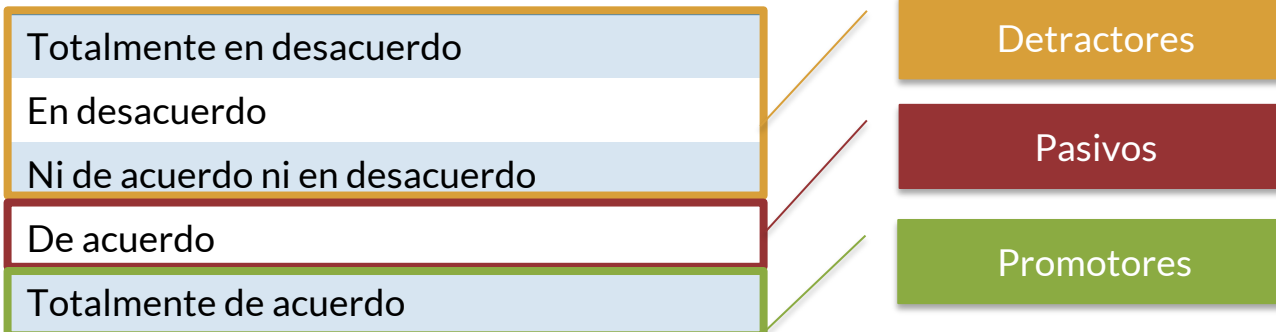 Totalmente en desacuerdo
En desacuerdo
Ni de acuerdo ni en desacuerdo
De acuerdo
Totalmente de acuerdo
Detractores
Pasivos
Promotores